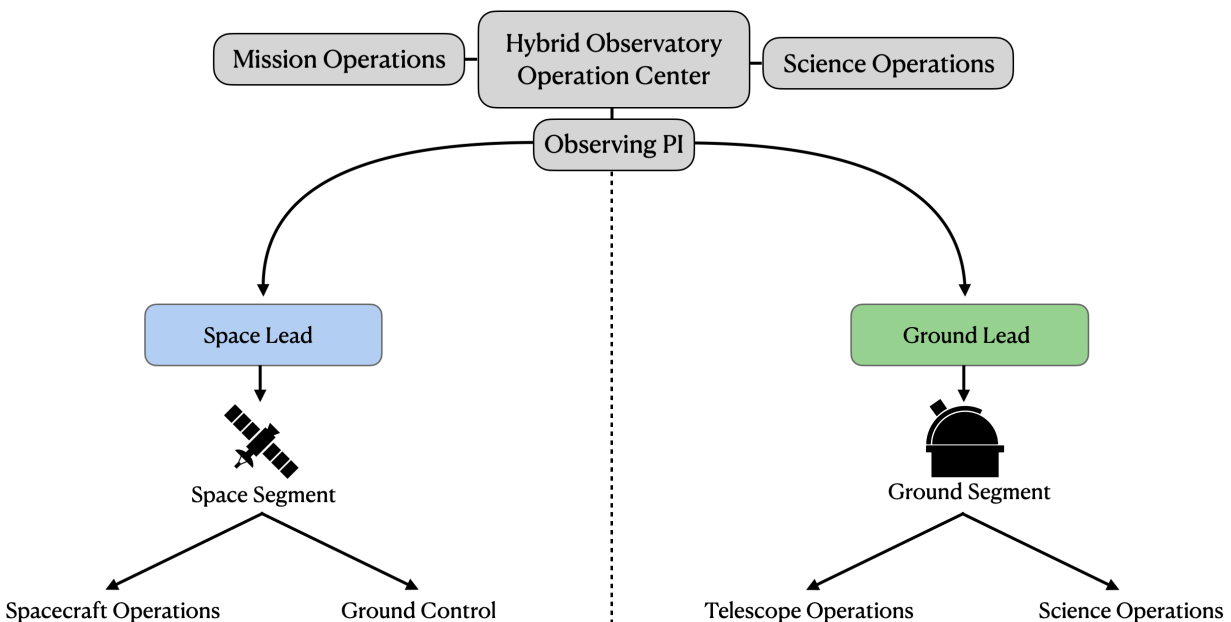 Mission Operations
Hybrid Observatory
Operation Center
Science Operations
Observing PI
Space Lead
Ground Lead
Space Segment
Ground Segment
Spacecraft Operations
Ground Control
Telescope Operations
Science Operations